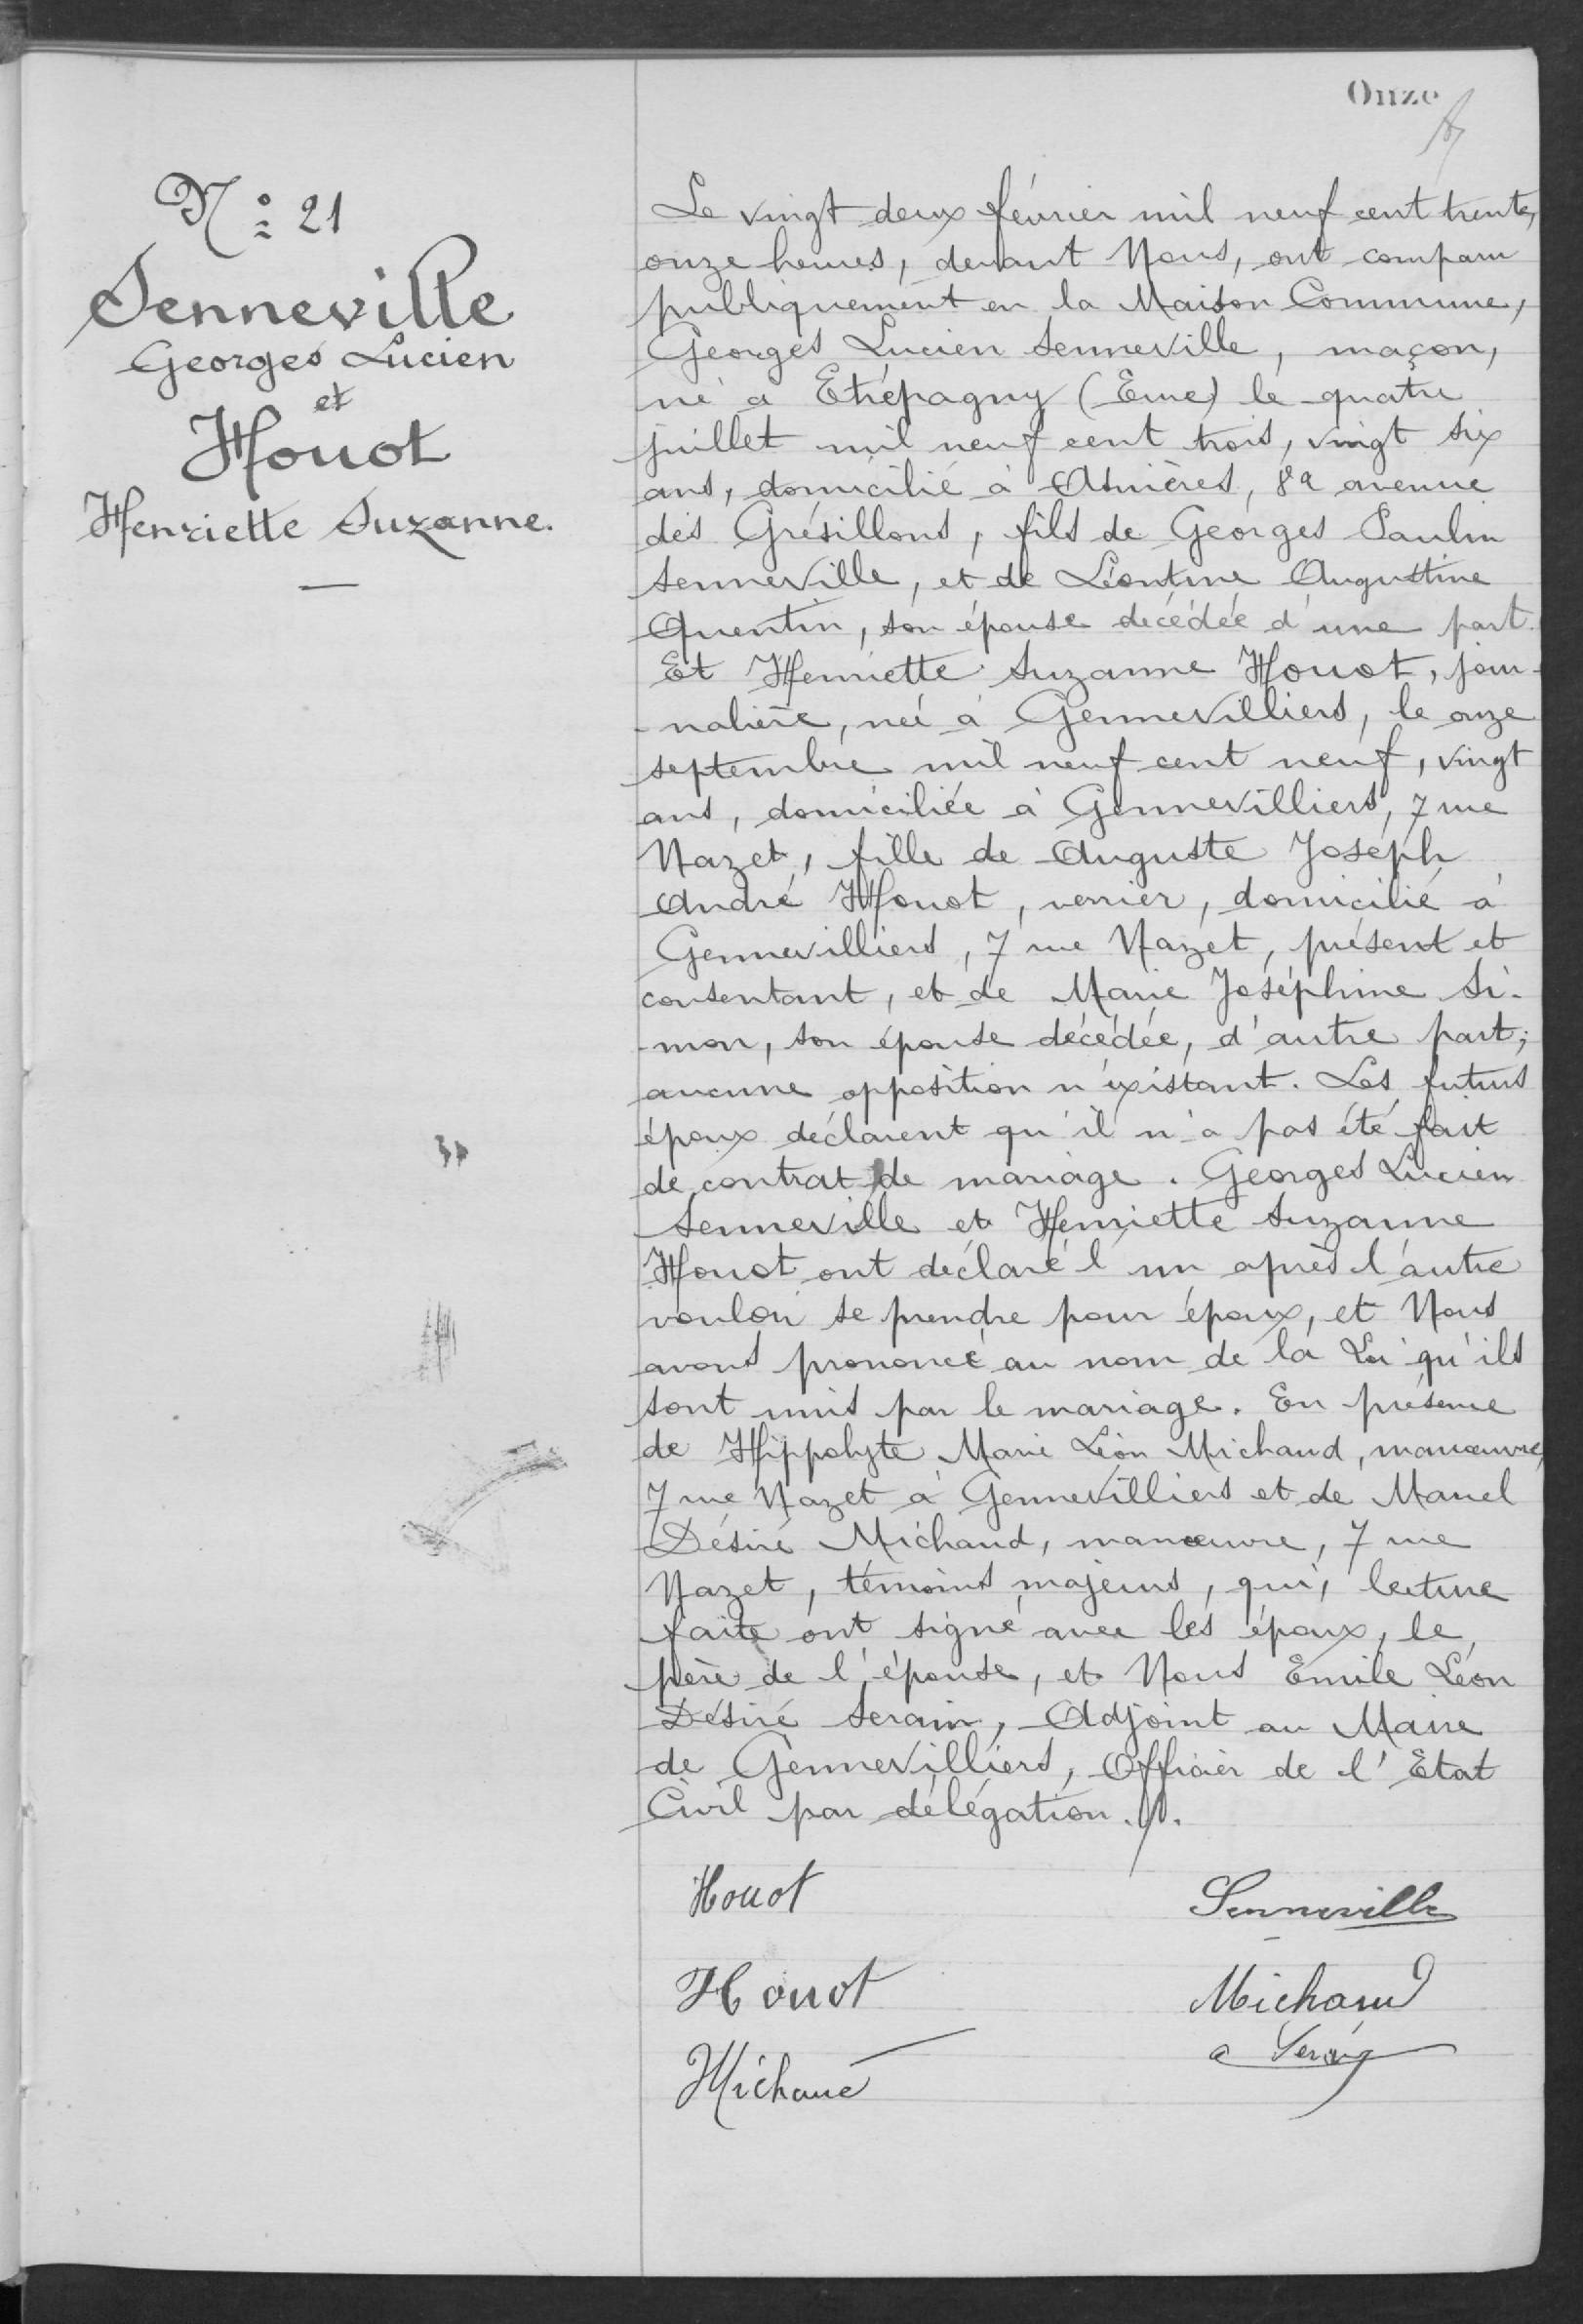 Onze
N° 21
Senneville
Georges Lucien
et
Houot
Henriette Suzanne.
Le vingt deux février mil neuf cent trente,
onze heures, devant Nous, ont comparu
publiquement en la Maison Commune,
Georges Lucien Senneville, maçon,
né à Etrépagny (Eure) le quatre
juillet mil neuf cent trois, vingt six
ans, domicilié à Asnières, 82 avenue
des Grésillons, fils de Georges Paulin
Senneville, et de Léontine Augustine
Quentin, son épouse décédée d'une part.
Et Henriette Suzanne Houot, jour-
-nalière, née à Gennevilliers, le onze
septembre mil neuf cent neuf, vingt
ans, domiciliée à Gennevilliers, 7 rue
Nazet, fille de Auguste Joseph
André Houot, verrier, domicilié à
Gennevilliers, 7 rue Nazet, présent et
consentant, et de Marie Joséphine Si-
-mon, son épouse décédée, d'autre part;
aucune opposition n'existant. Les futurs
époux déclarent qu'il n'a pas été fait
de contrat de mariage. Georges Lucien
Senneville et Henriette Suzanne
Houot ont déclaré l'un après l'autre
vouloir se prendre pour époux, et Nous
avons prononcé au nom de la Loi qu'ils
sont unis par le mariage. En présence
de Hippolyte Marie Léon Michaud, manœuvre,
7 rue Nazet à Gennevilliers et de Marcel
Désiré Michaud, manœuvre, 7 rue
Nazet, témoins majeurs, qui, lecture
faite ont signé avec les époux, le
père de l'épouse, et Nous Emile Léon
Désiré Serain, Adjoint au Maire
de Gennevilliers, Officier de l'Etat
Civil par délégation./.
Houot
Senneville
Houot
Michaud
Michaud